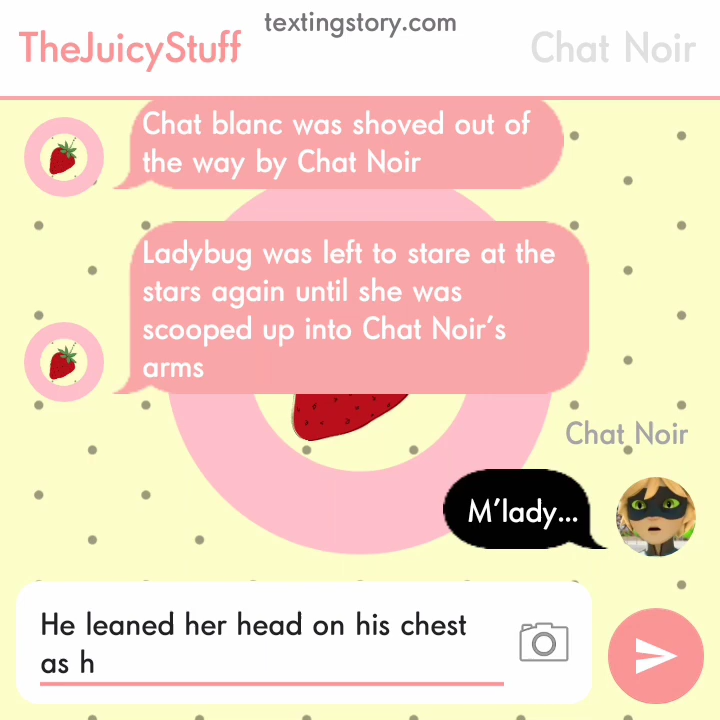 textingstory.com
TheJuicyStuff
Chat Noir
Chat blanc was shoved out of
the way by Chat Noir
Ladybug was left to stare at the
stars again until she was
scooped up into Chat Noir's
arms
Chat Noir
M'lady...
He leaned her head on his chest
as h